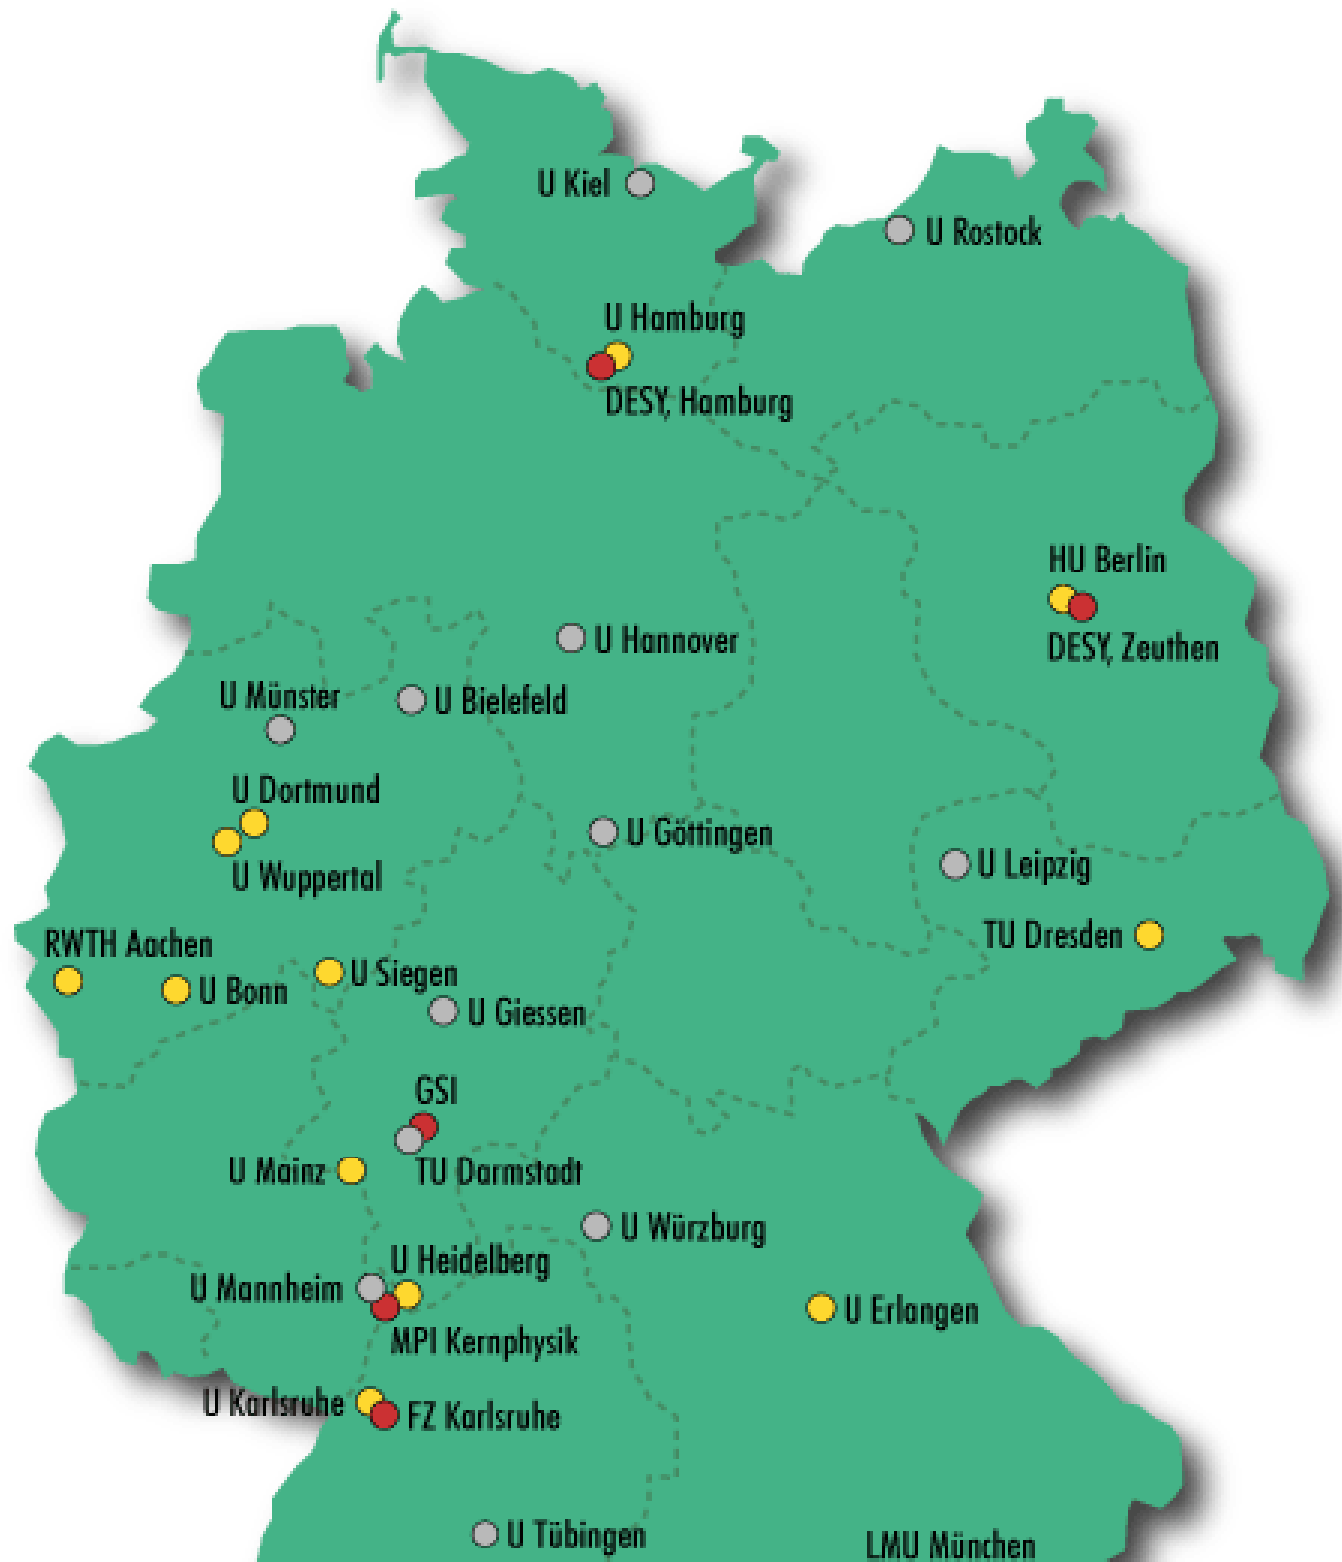 U Kiel
U Rostock
U Hamburg
DESY, Hamburg
HU Berlin
DESY, Zeuthen
U Hannover
U Münster
U Bielefeld
U Dortmund
U Wuppertal
U Göttingen
U Leipzig
TU Dresden
RWTH Aachen
U Bonn
U Siegen
U Giessen
GSI
TU Darmstadt
U Mainz
U Würzburg
U Heidelberg
U Mannheim
MPI Kernphysik
U Erlangen
U Karlsruhe
FZ Karlsruhe
U Tübingen
LMU München